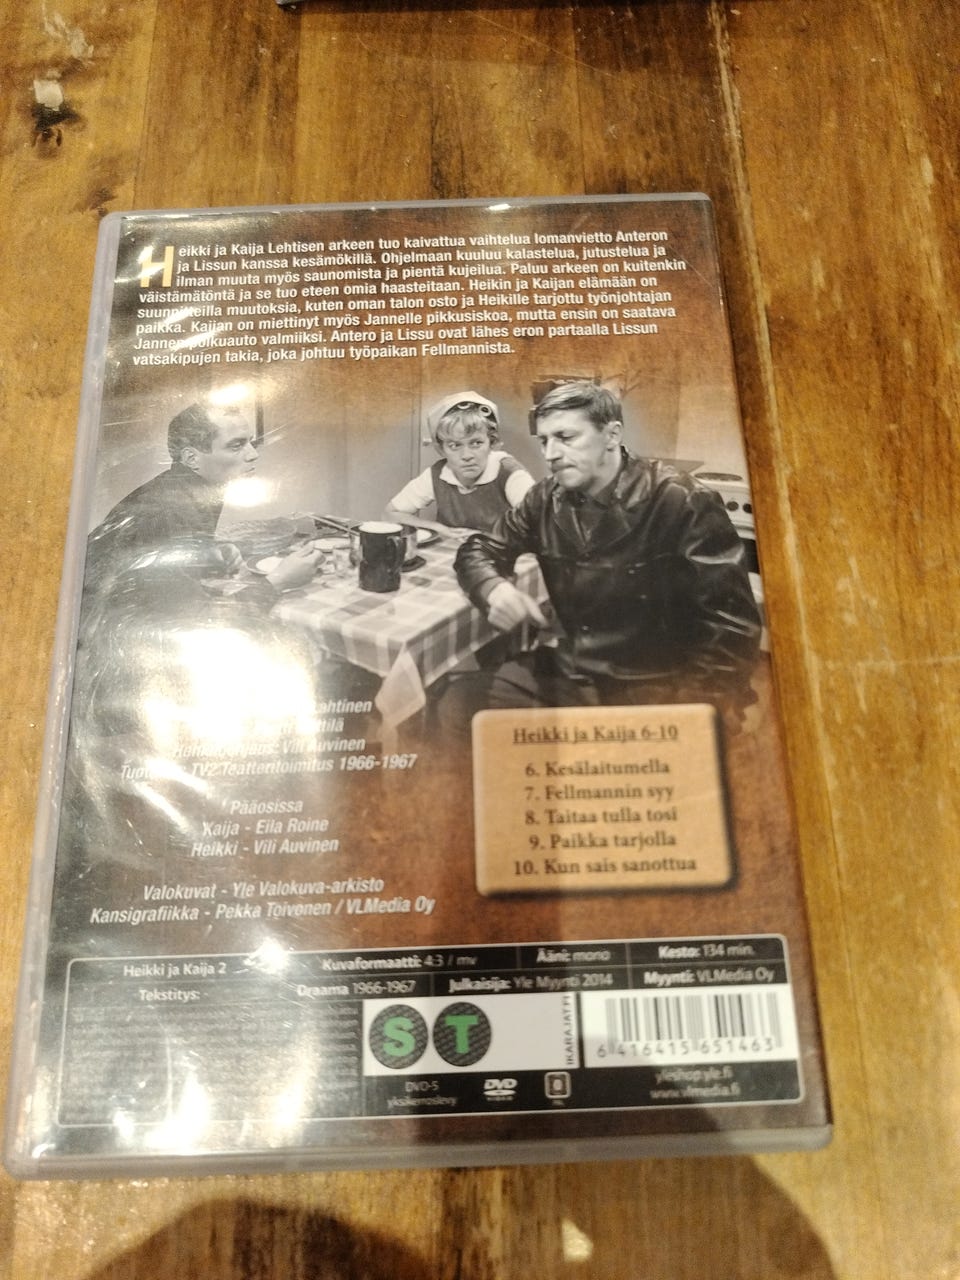 Heikki ja Kaija Lehtisen arkeen tuo kaivattua vaihtelua lomanvietto Anteron
ja Lissun kanssa kesämökillä. Ohjelmaan kuuluu kalastelua, jutustelua ja
ilman muuta myös saunomista ja pientä kujeilua. Paluu arkeen on kuitenkin
väistämätöntä ja se tuo eteen omia haasteitaan. Heikin ja Kaijan elämään on
suunnitteilla muutoksia, kuten oman talon osto ja Heikille tarjottu työnjohtajan
paikka. Kaijan on miettinyt myös Jannelle pikkusiskoa, mutta ensin on saatava
Jannen polkuauto valmiiksi. Antero ja Lissu ovat lähes eron partaalla Lissun
vatsakipujen takia, joka johtuu työpaikan Fellmannista.
Vili Auvinen
TV2 Teatteritoimitus 1966-1967
Pääosissa
Kaija - Eila Roine
Heikki - Vili Auvinen
Valokuvat - Yle Valokuva-arkisto
Kansigrafiikka - Pekka Toivonen / VLMedia Oy
Heikki ja Kaija 6-10
6. Kesälaitumella
7. Fellmannin syy
8. Taitaa tulla tosi
9. Paikka tarjolla
10. Kun sais sanottua
Heikki ja Kaija 2
Kuvaformaatti: 4:3 / mv
Ääni: mono
Kesto: 134 min.
Tekstitys: -
Draama 1966-1967
Julkaisija: Yle Myynti 2014
Myynti: VLMedia Oy
S T
IKARAJAT.FI
6 416415 651463
DVD-5
yksikerroslevy
DVD
VIDEO
0
PAL
yleshop.yle.fi
www.vlmedia.fi